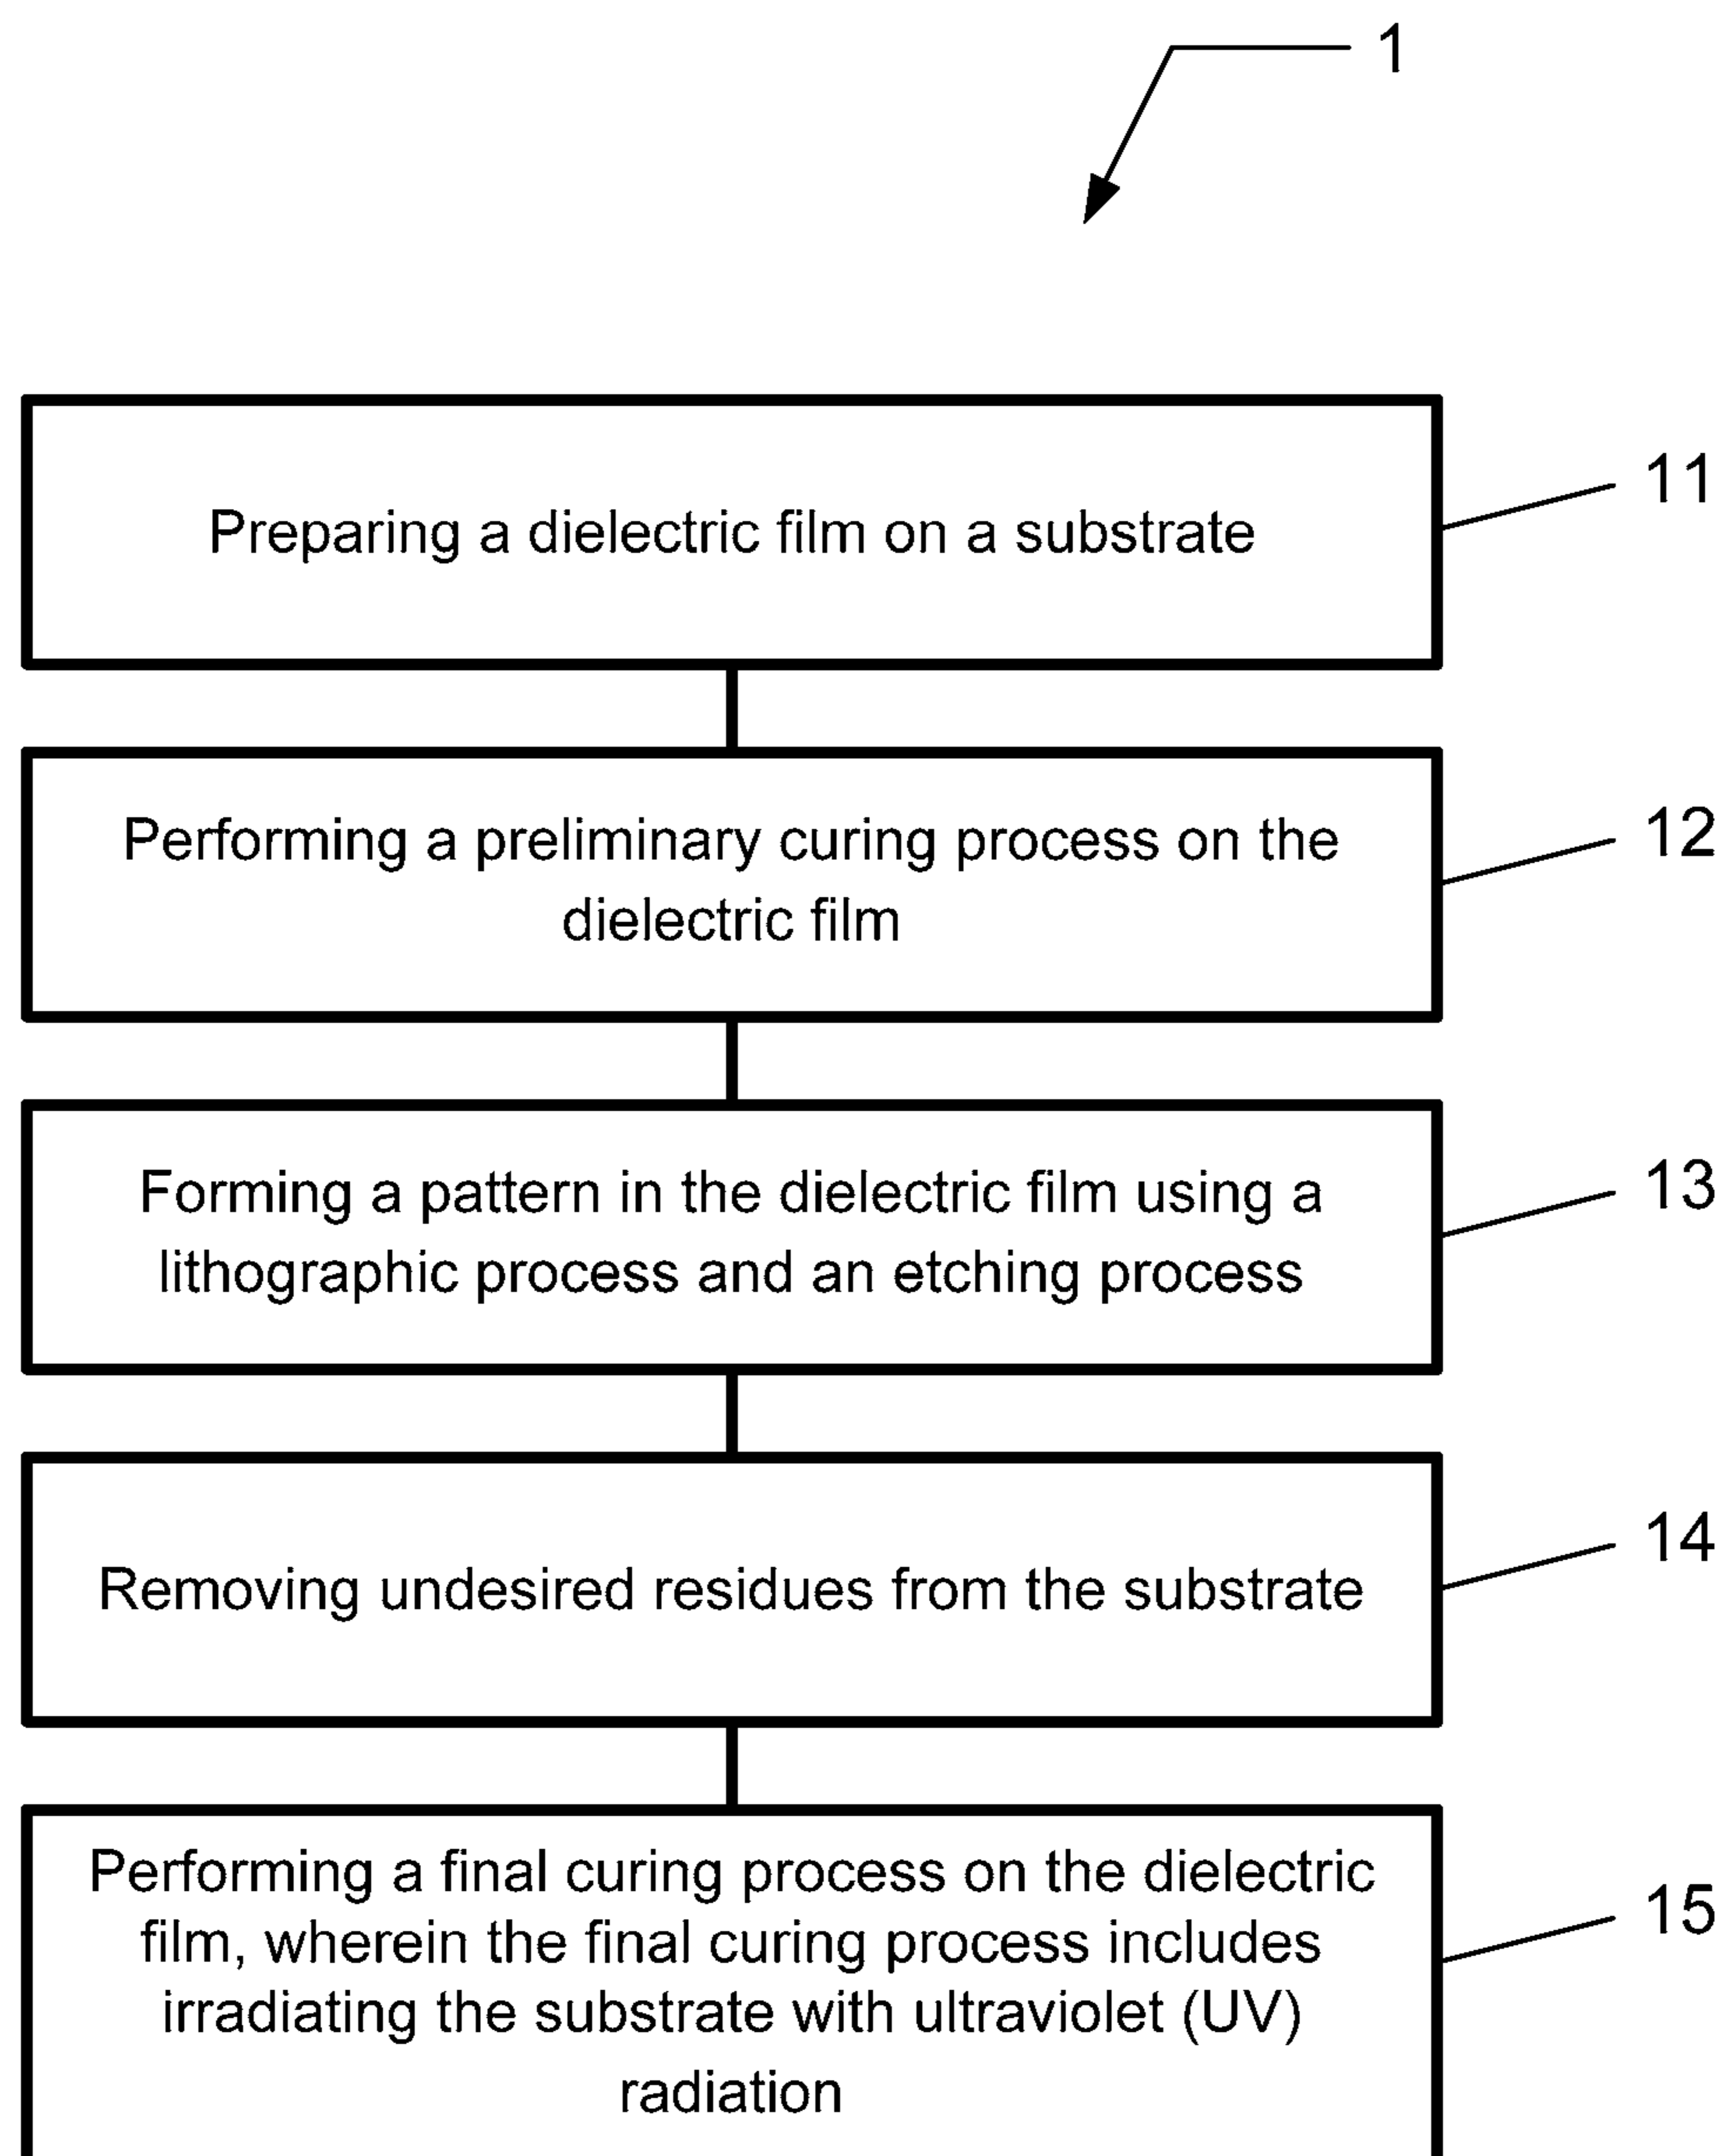 1
Preparing a dielectric film on a substrate
11
Performing a preliminary curing process on the
dielectric film
12
Forming a pattern in the dielectric film using a
lithographic process and an etching process
13
Removing undesired residues from the substrate
14
Performing a final curing process on the dielectric
film, wherein the final curing process includes
irradiating the substrate with ultraviolet (UV)
radiation
15